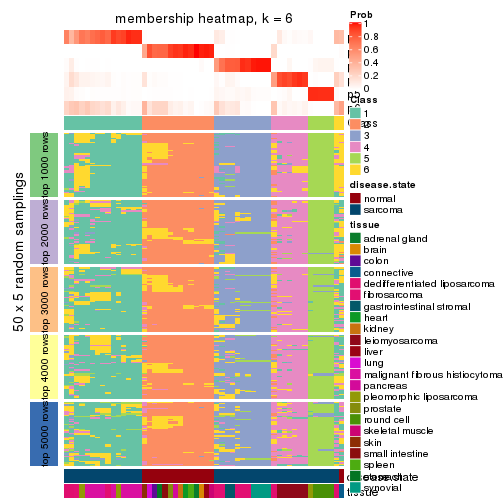 membership heatmap, k = 6
50 x 5 random samplings
top 1000 rows
top 2000 rows
top 3000 rows
top 4000 rows
top 5000 rows
Prob
1
0.8
0.6
0.4
0.2
0
Class
1
2
3
4
5
6
disease.state
normal
sarcoma
tissue
adrenal gland
brain
colon
connective
dedifferentiated liposarcoma
fibrosarcoma
gastrointestinal stromal
heart
kidney
leiomyosarcoma
liver
lung
malignant fibrous histiocytoma
pancreas
pleomorphic liposarcoma
prostate
round cell
skeletal muscle
skin
small intestine
spleen
stomach
synovial
disease.state
tissue